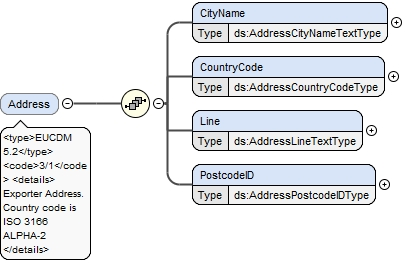 CityName
Type ds:AddressCityNameTextType
CountryCode
Type ds:AddressCountryCodeType
Address
Line
Type ds:AddressLineTextType
<type>EUCDM
5.2</type>
<code>3/1</code
> <details>
Exporter Address.
Country code is
ISO 3166
ALPHA-2
</details>
PostcodeID
Type ds:AddressPostcodeIDType